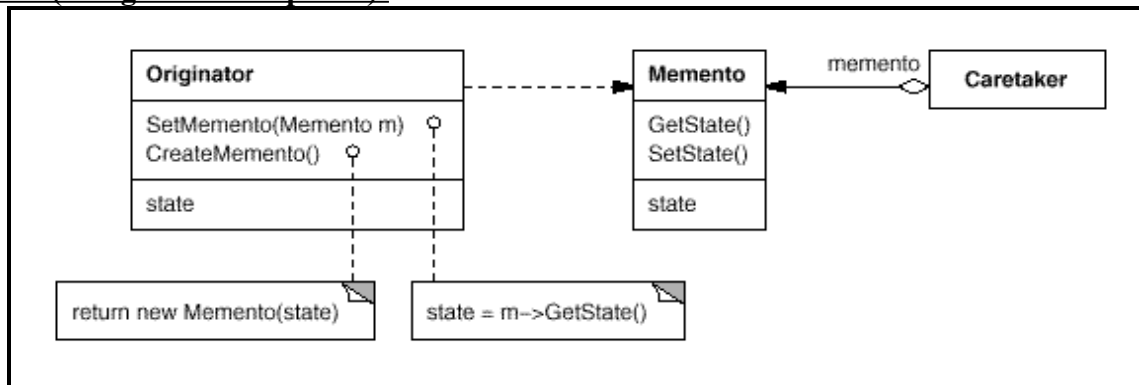 Originator
SetMemento(Memento m)
CreateMemento()
state
Memento
GetState()
SetState()
state
memento
Caretaker
return new Memento(state)
state = m->GetState()